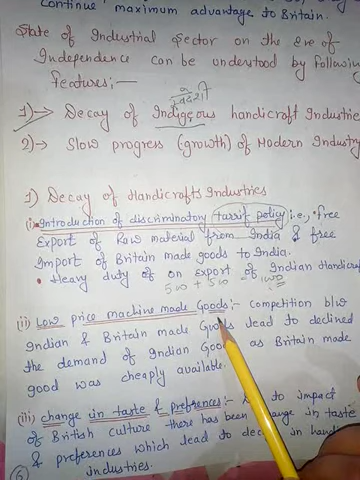 continue maximum advantage to Britain.
State of Industrial Sector on the Eve of
Independence can be understood by following
features:—
1)→ Decay of Indigeous handicraft Industries
2)→ Slow progress (growth) of Modern Industry
1) Decay of Handicrafts Industries
(i) Introduction of discriminatory tarrif policy i.e., free
Export of Raw material from India & free
Import of Britain made goods to India.
• Heavy duty of on export of Indian Handicraf
500 + 500
(ii) Low price machine made Goods:- competition b/w
Indian & Britain made Goods lead to declined
the demand of Indian Goods as Britain made
good was cheaply available.
(iii) change in taste & prefrences:- to impact
of British culture there has been change in taste
& preferences which lead to in
industries.